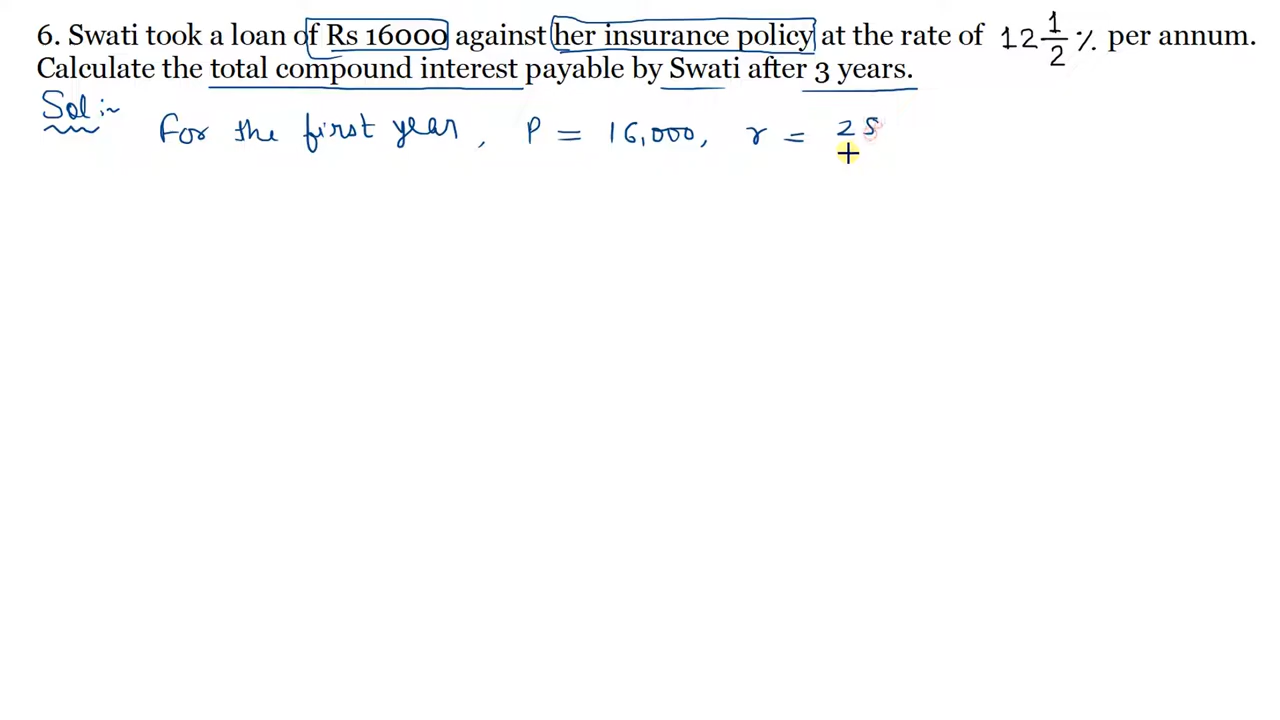 6. Swati took a loan of Rs 16000 against her insurance policy at the rate of 12 1/2 % per annum.
Calculate the total compound interest payable by Swati after 3 years.
Sol:~
For the first year, P = 16,000, r = 25